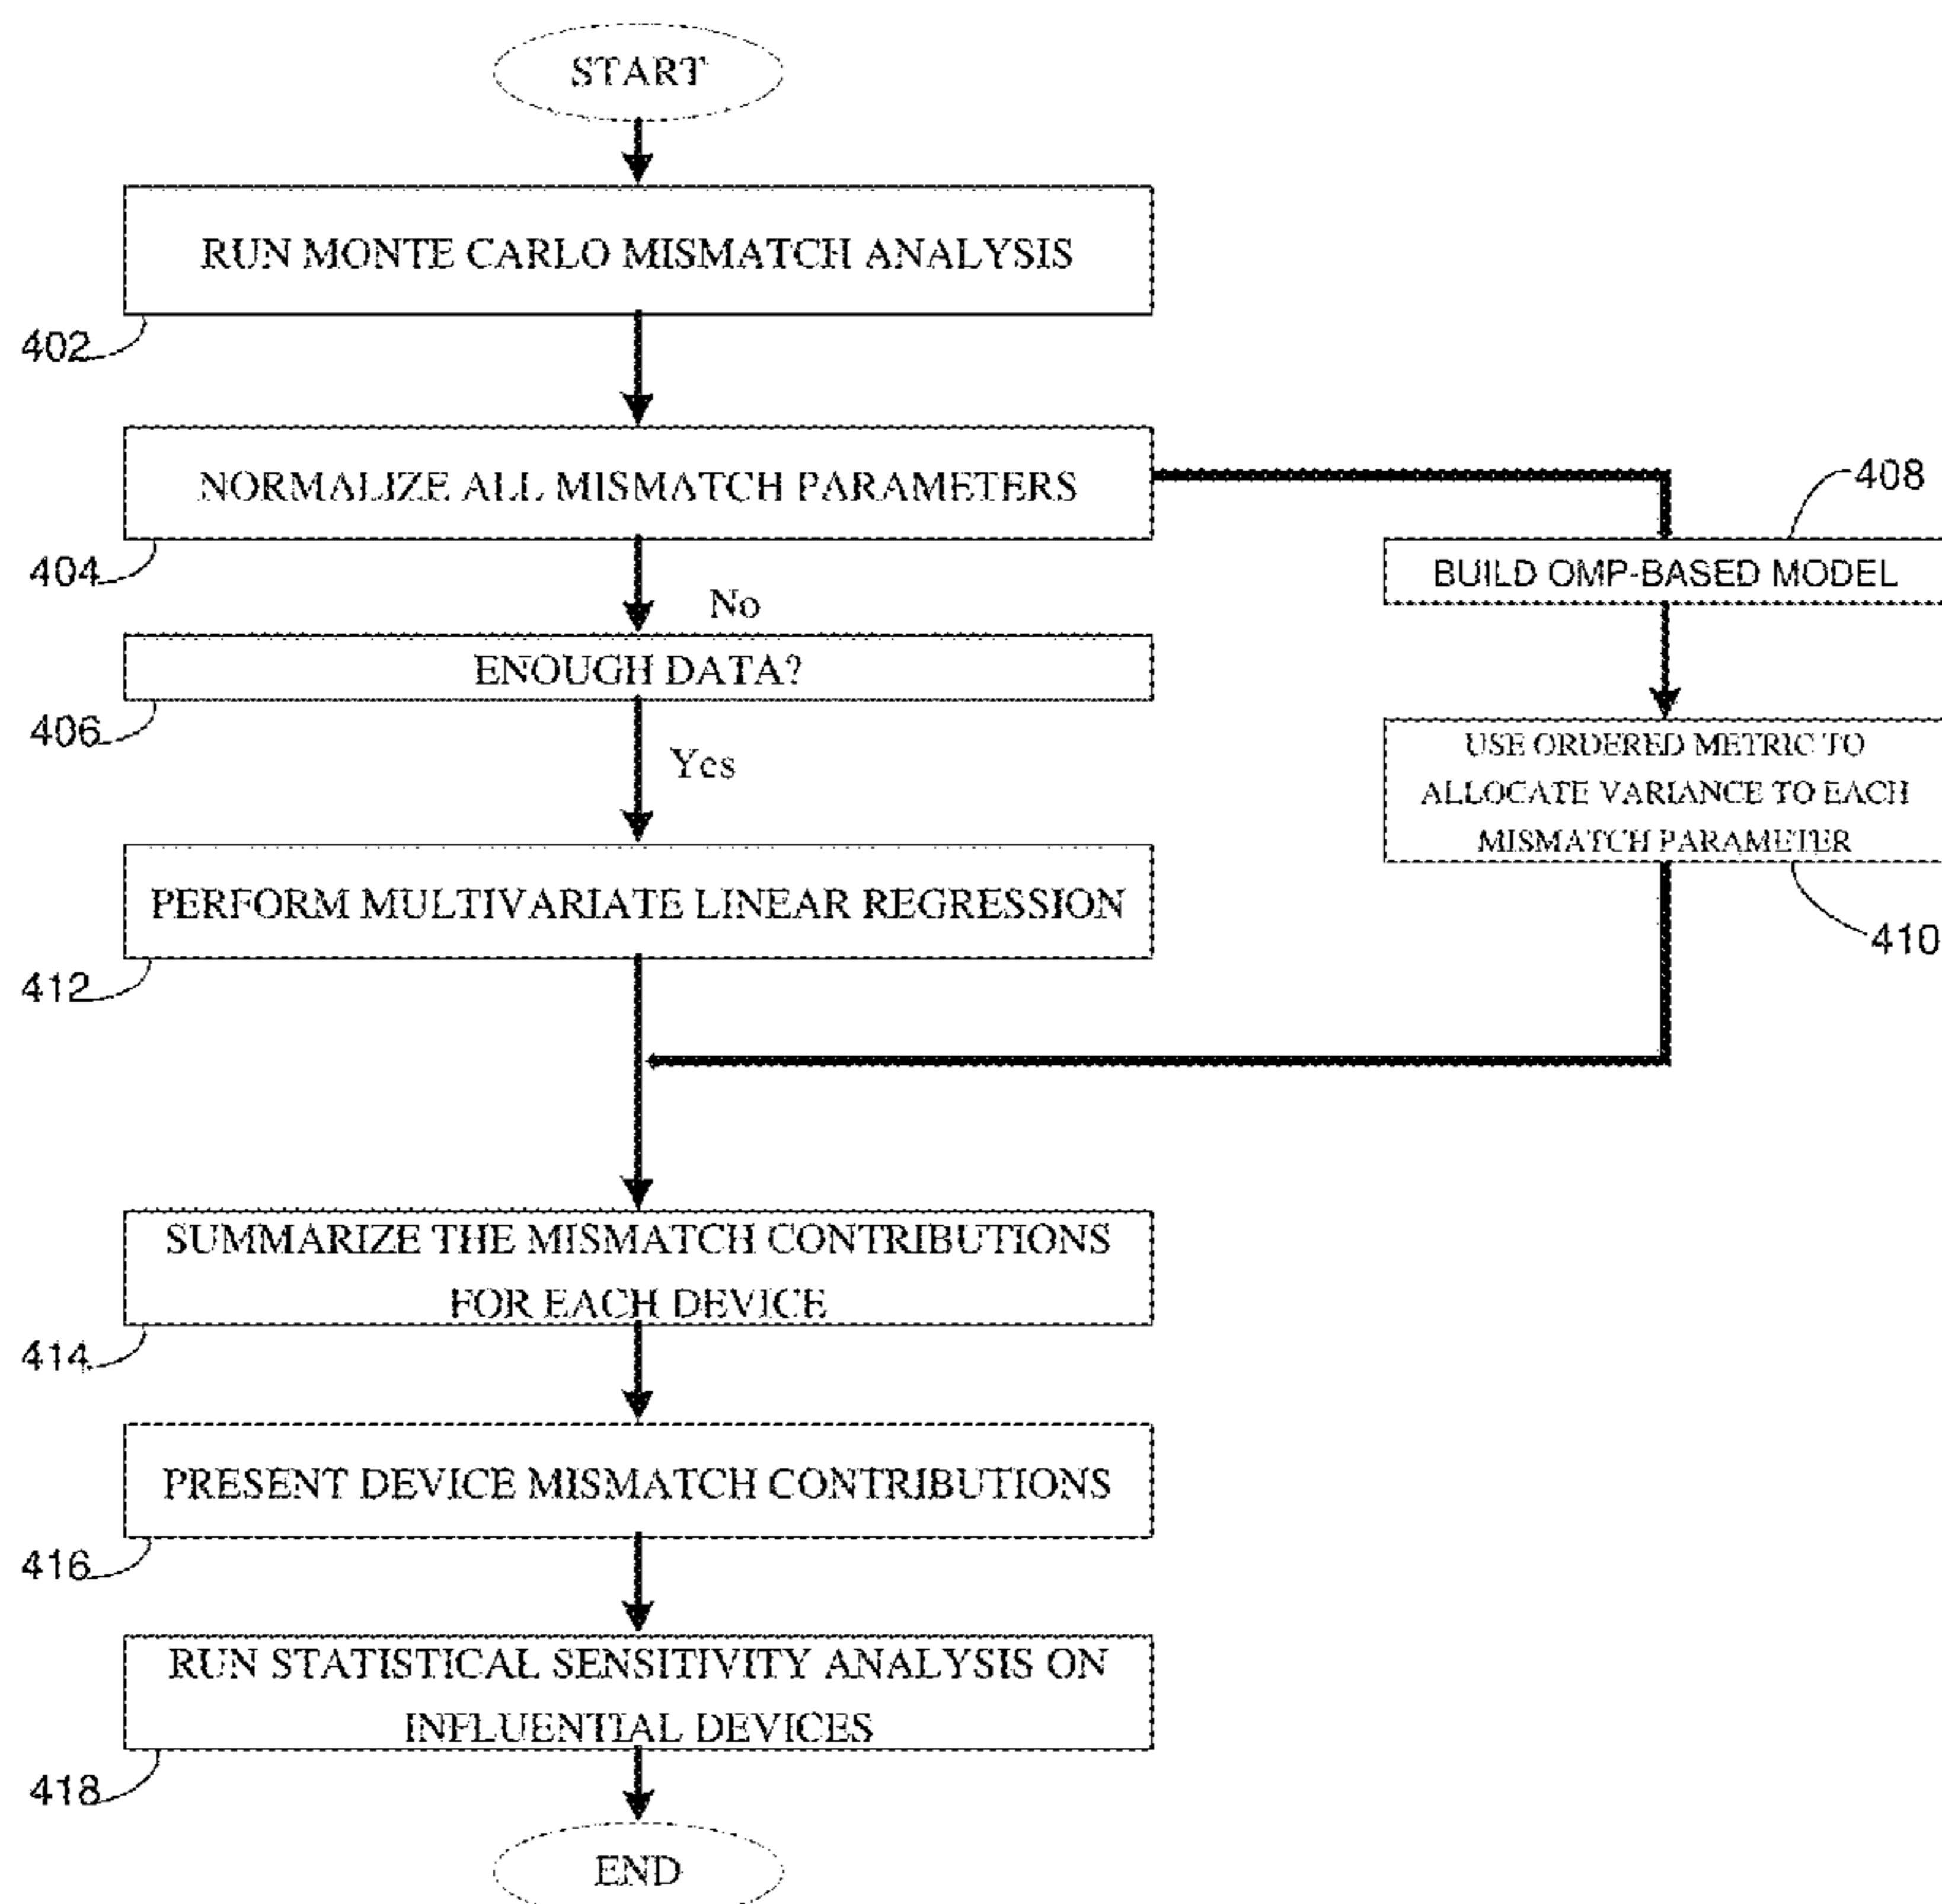 START
RUN MONTE CARLO MISMATCH ANALYSIS
402
NORMALIZE ALL MISMATCH PARAMETERS
404
408
BUILD OMP-BASED MODEL
No
ENOUGH DATA?
406
Yes
USE ORDERED METRIC TO
ALLOCATE VARIANCE TO EACH
MISMATCH PARAMETER
410
PERFORM MULTIVARIATE LINEAR REGRESSION
412
SUMMARIZE THE MISMATCH CONTRIBUTIONS
FOR EACH DEVICE
414
PRESENT DEVICE MISMATCH CONTRIBUTIONS
416
RUN STATISTICAL SENSITIVITY ANALYSIS ON
INFLUENTIAL DEVICES
418
END